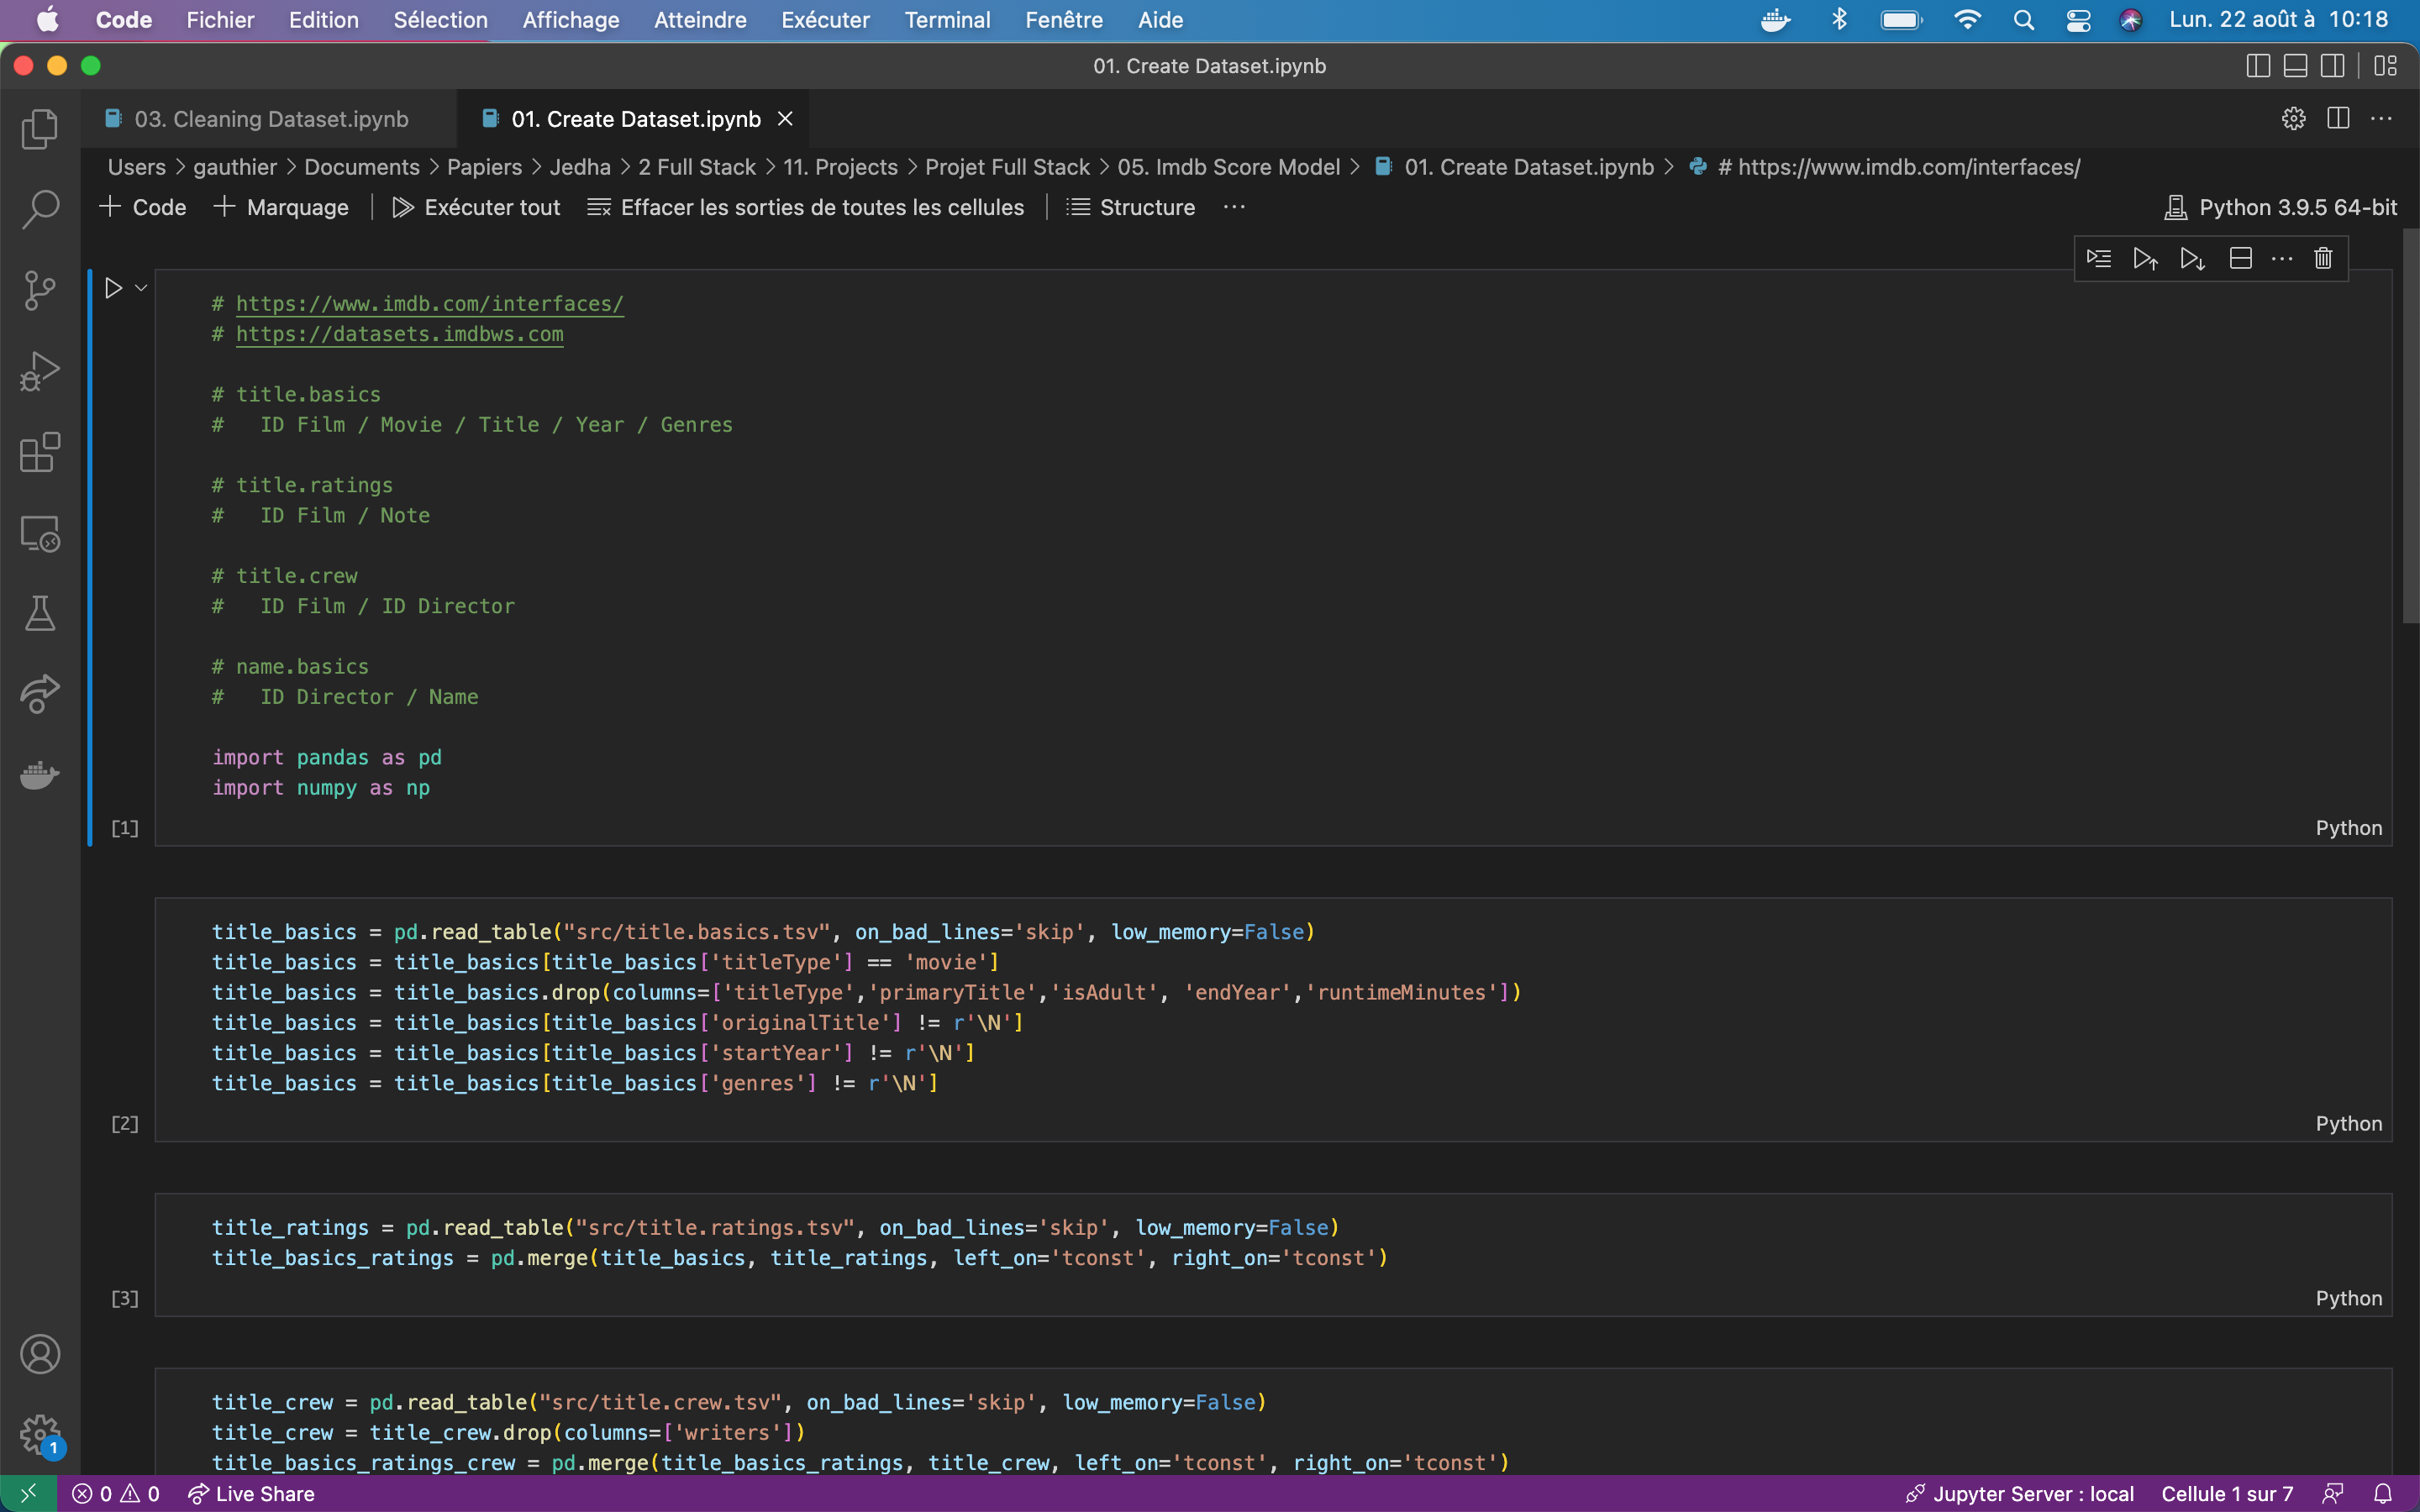 Code Fichier Edition Sélection Affichage Atteindre Exécuter Terminal Fenêtre Aide Lun. 22 août à 10:18
01. Create Dataset.ipynb
03. Cleaning Dataset.ipynb 01. Create Dataset.ipynb
Users > gauthier > Documents > Papiers > Jedha > 2 Full Stack > 11. Projects > Projet Full Stack > 05. Imdb Score Model > 01. Create Dataset.ipynb > # https://www.imdb.com/interfaces/
+ Code + Marquage Exécuter tout Effacer les sorties de toutes les cellules Structure ... Python 3.9.5 64-bit
# https://www.imdb.com/interfaces/
# https://datasets.imdbws.com
# title.basics
#   ID Film / Movie / Title / Year / Genres
# title.ratings
#   ID Film / Note
# title.crew
#   ID Film / ID Director
# name.basics
#   ID Director / Name
import pandas as pd
import numpy as np
[1] Python
title_basics = pd.read_table("src/title.basics.tsv", on_bad_lines='skip', low_memory=False)
title_basics = title_basics[title_basics['titleType'] == 'movie']
title_basics = title_basics.drop(columns=['titleType','primaryTitle','isAdult', 'endYear','runtimeMinutes'])
title_basics = title_basics[title_basics['originalTitle'] != r'\N']
title_basics = title_basics[title_basics['startYear'] != r'\N']
title_basics = title_basics[title_basics['genres'] != r'\N']
[2] Python
title_ratings = pd.read_table("src/title.ratings.tsv", on_bad_lines='skip', low_memory=False)
title_basics_ratings = pd.merge(title_basics, title_ratings, left_on='tconst', right_on='tconst')
[3] Python
title_crew = pd.read_table("src/title.crew.tsv", on_bad_lines='skip', low_memory=False)
title_crew = title_crew.drop(columns=['writers'])
title_basics_ratings_crew = pd.merge(title_basics_ratings, title_crew, left_on='tconst', right_on='tconst')
1
0 0 Live Share Jupyter Server : local Cellule 1 sur 7